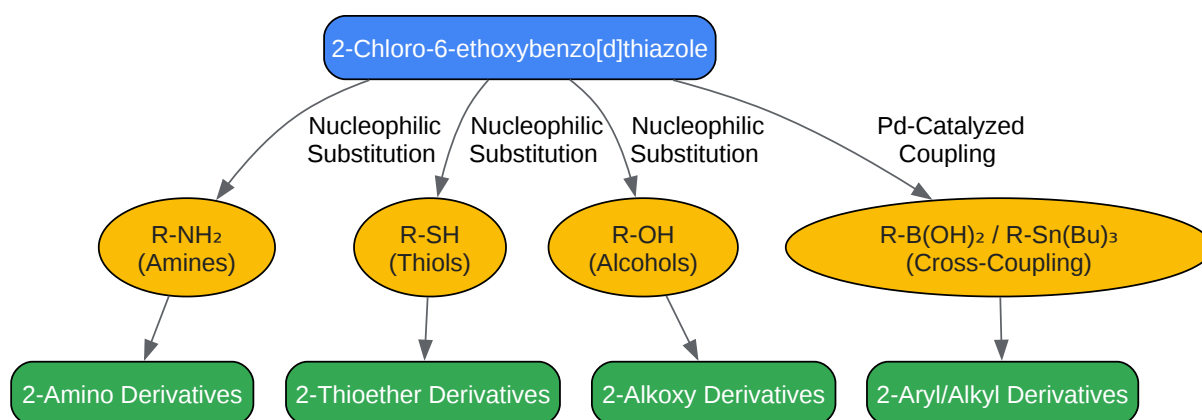 2-Chloro-6-ethoxybenzo[d]thiazole
Nucleophilic
Substitution
Nucleophilic
Substitution
Nucleophilic
Substitution
Pd-Catalyzed
Coupling
R-NH₂
(Amines)
R-SH
(Thiols)
R-OH
(Alcohols)
R-B(OH)₂ / R-Sn(Bu)₃
(Cross-Coupling)
2-Amino Derivatives
2-Thioether Derivatives
2-Alkoxy Derivatives
2-Aryl/Alkyl Derivatives